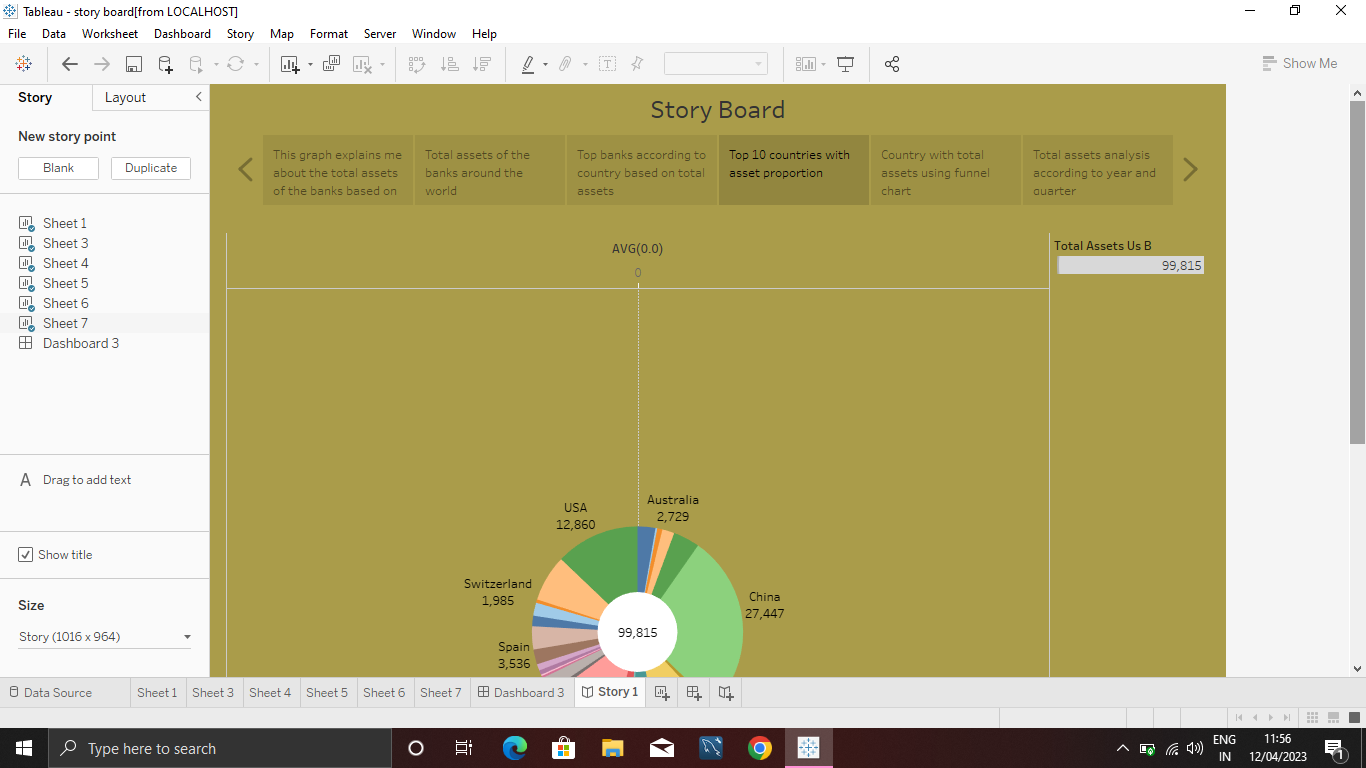 Tableau - story board[from LOCALHOST]
File Data Worksheet Dashboard Story Map Format Server Window Help
Show Me
Story Layout
New story point
Blank Duplicate
Sheet 1
Sheet 3
Sheet 4
Sheet 5
Sheet 6
Sheet 7
Dashboard 3
A Drag to add text
Show title
Size
Story (1016 x 964)
Story Board
This graph explains me
about the total assets
of the banks based on
Total assets of the
banks around the
world
Top banks according to
country based on total
assets
Top 10 countries with
asset proportion
Country with total
assets using funnel
chart
Total assets analysis
according to year and
quarter
AVG(0.0)
0
Total Assets Us B
99,815
USA
12,860
Australia
2,729
Switzerland
1,985
China
27,447
99,815
Spain
3,536
Data Source Sheet 1 Sheet 3 Sheet 4 Sheet 5 Sheet 6 Sheet 7 Dashboard 3 Story 1
Type here to search
ENG
IN
11:56
12/04/2023
1